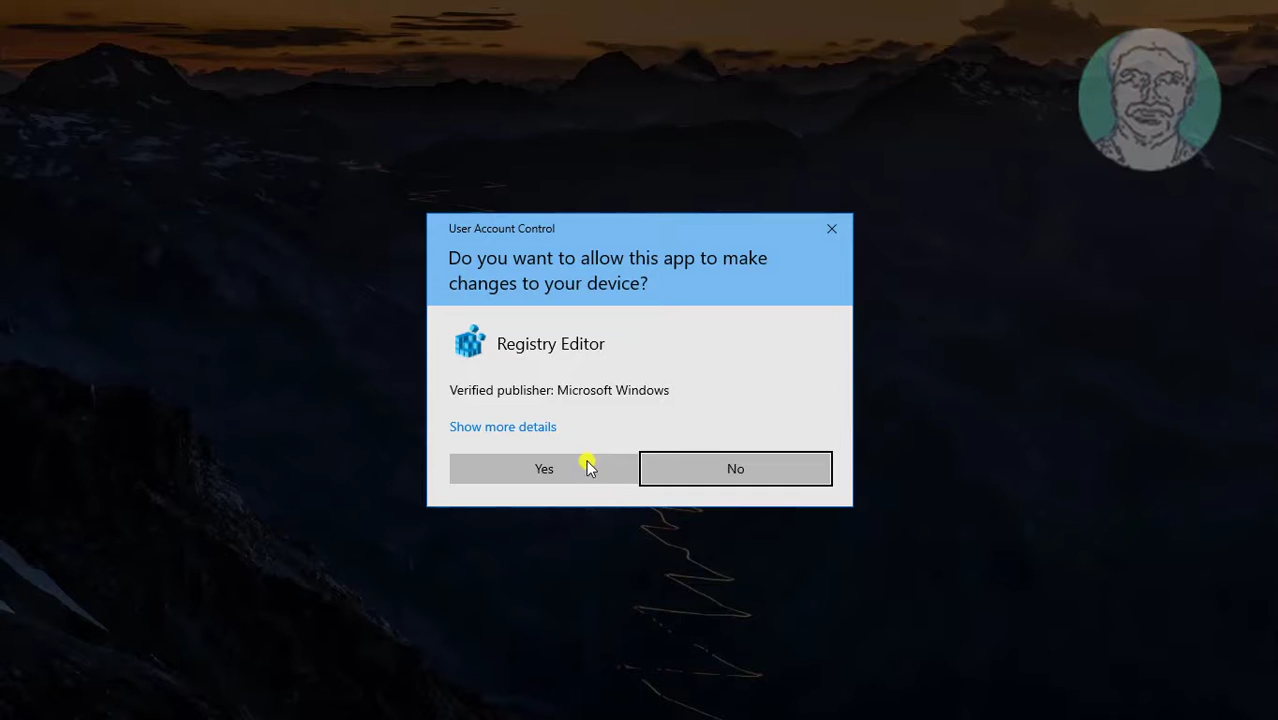 User Account Control
Do you want to allow this app to make
changes to your device?
Registry Editor
Verified publisher: Microsoft Windows
Show more details
Yes
No